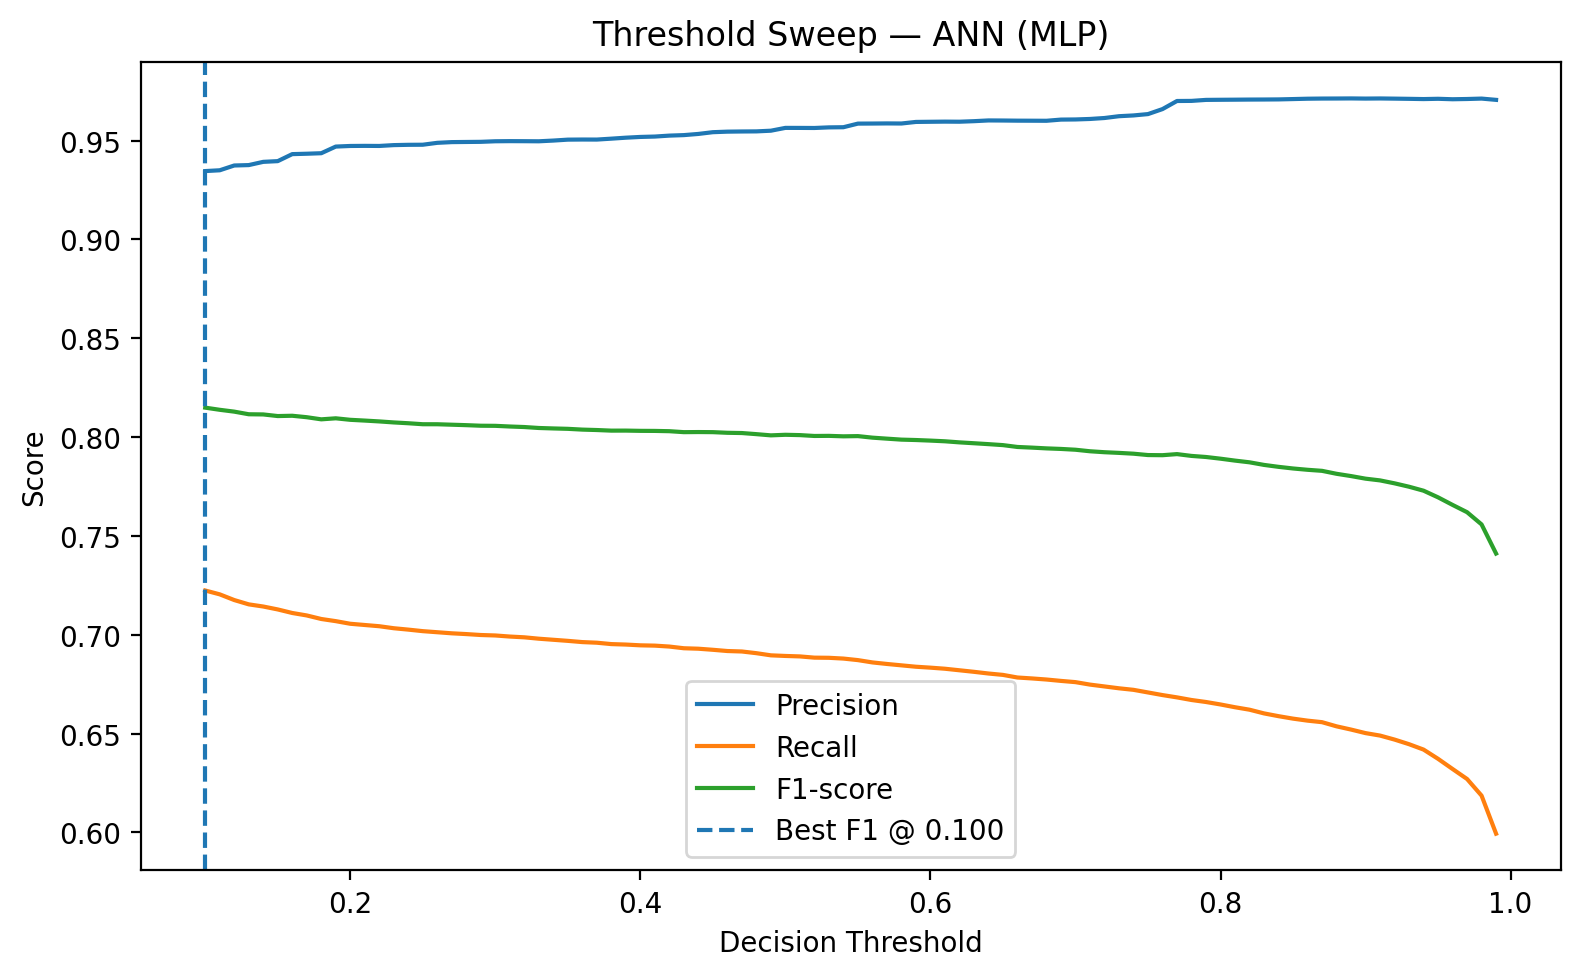 Threshold Sweep — ANN (MLP)
Score
0.95
0.90
0.85
0.80
0.75
0.70
0.65
0.60
Precision
Recall
F1-score
Best F1 @ 0.100
0.2
0.4
0.6
0.8
1.0
Decision Threshold